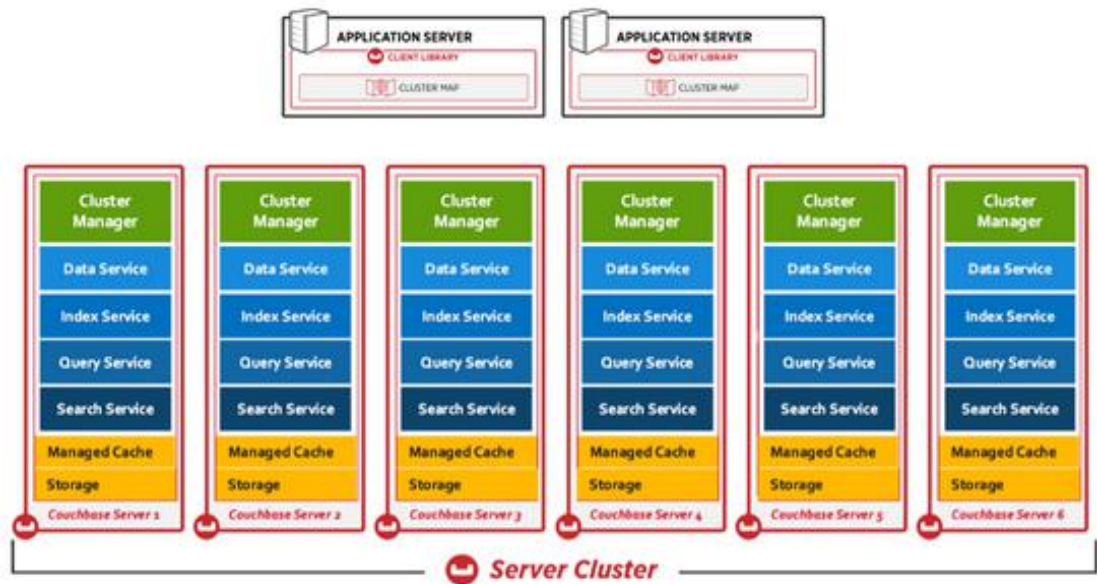 APPLICATION SERVER
CLIENT LIBRARY
CLUSTER MAP
APPLICATION SERVER
CLIENT LIBRARY
CLUSTER MAP
Cluster
Manager
Data Service
Index Service
Query Service
Search Service
Managed Cache
Storage
Couchbase Server 1
Cluster
Manager
Data Service
Index Service
Query Service
Search Service
Managed Cache
Storage
Couchbase Server 2
Cluster
Manager
Data Service
Index Service
Query Service
Search Service
Managed Cache
Storage
Couchbase Server 3
Cluster
Manager
Data Service
Index Service
Query Service
Search Service
Managed Cache
Storage
Couchbase Server 4
Cluster
Manager
Data Service
Index Service
Query Service
Search Service
Managed Cache
Storage
Couchbase Server 5
Cluster
Manager
Data Service
Index Service
Query Service
Search Service
Managed Cache
Storage
Couchbase Server 6
Server Cluster